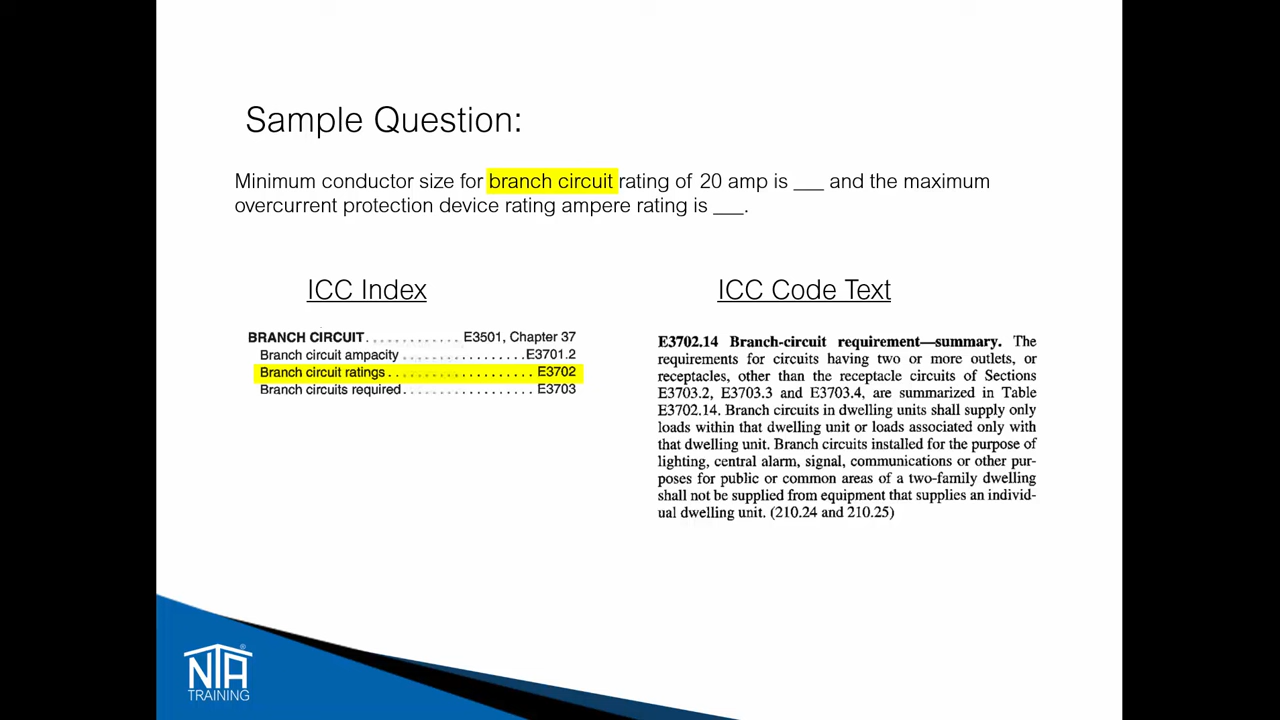 Sample Question:
Minimum conductor size for branch circuit rating of 20 amp is ___ and the maximum
overcurrent protection device rating ampere rating is ___.
ICC Index
BRANCH CIRCUIT. . . . . . . . . . . . . E3501, Chapter 37
Branch circuit ampacity . . . . . . . . . . . . . . . . . .E3701.2
Branch circuit ratings . . . . . . . . . . . . . . . . . . . . . E3702
Branch circuits required . . . . . . . . . . . . . . . . . . . E3703
ICC Code Text
E3702.14 Branch-circuit requirement—summary. The
requirements for circuits having two or more outlets, or
receptacles, other than the receptacle circuits of Sections
E3703.2, E3703.3 and E3703.4, are summarized in Table
E3702.14. Branch circuits in dwelling units shall supply only
loads within that dwelling unit or loads associated only with
that dwelling unit. Branch circuits installed for the purpose of
lighting, central alarm, signal, communications or other pur-
poses for public or common areas of a two-family dwelling
shall not be supplied from equipment that supplies an individ-
ual dwelling unit. (210.24 and 210.25)
NTA ®
TRAINING